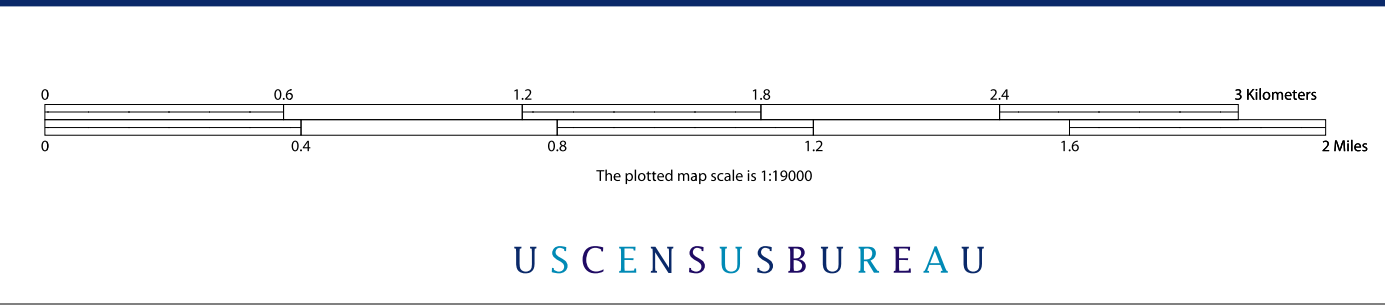 0 0.6 1.2 1.8 2.4 3 Kilometers
0 0.4 0.8 1.2 1.6 2 Miles
The plotted map scale is 1:19000
USCENSUSBUREAU